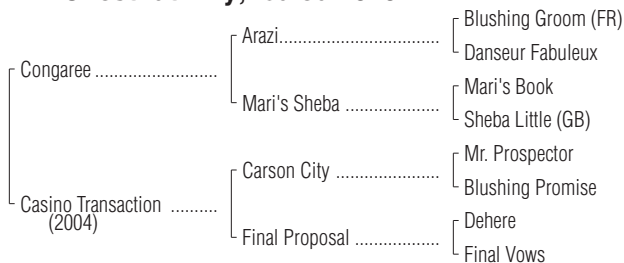 Blushing Groom (FR)
Arazi
Danseur Fabuleux
Congaree
Mari's Book
Mari's Sheba
Sheba Little (GB)
Mr. Prospector
Carson City
Blushing Promise
Casino Transaction
(2004)
Dehere
Final Proposal
Final Vows